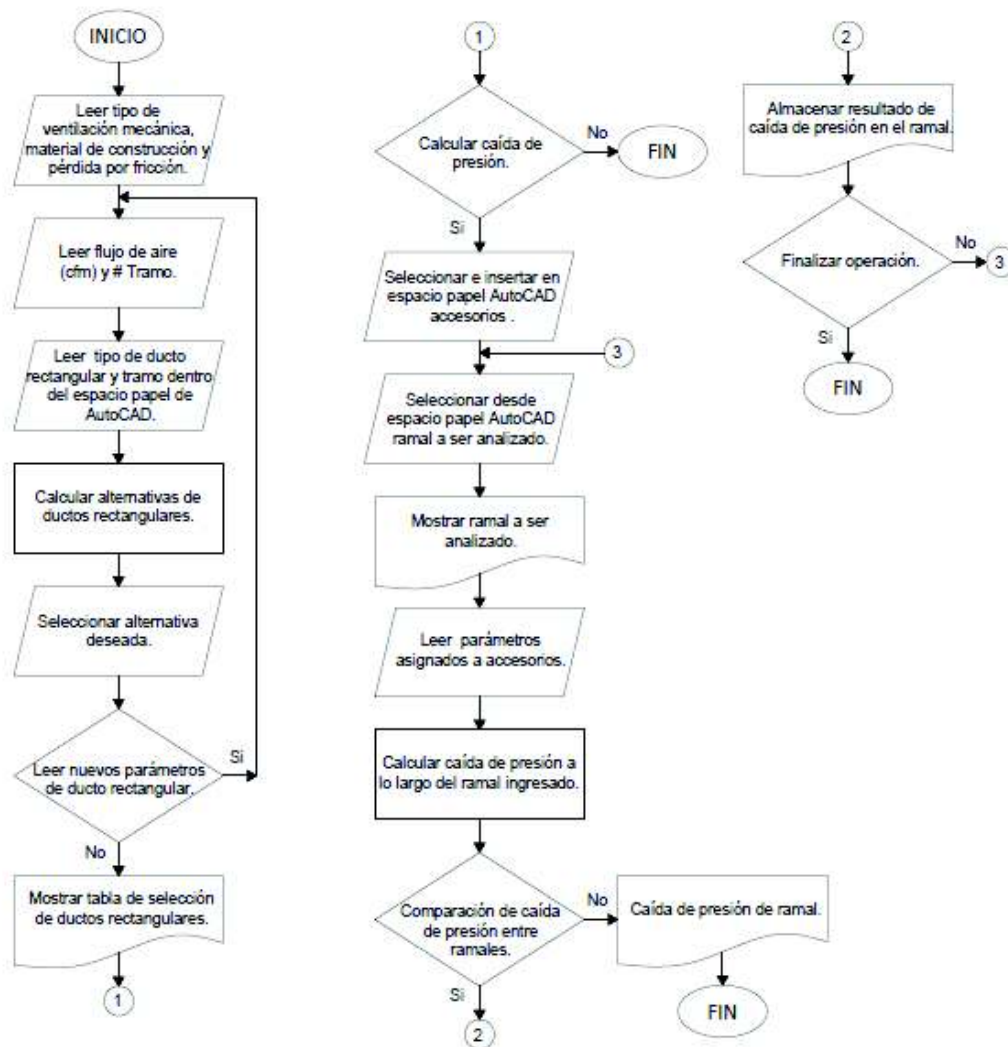 INICIO
Leer tipo de
ventilación mecánica,
material de construcción y
pérdida por fricción.
Leer flujo de aire
(cfm) y # Tramo.
Leer tipo de ducto
rectangular y tramo dentro
del espacio papel de
AutoCAD.
Calcular alternativas de
ductos rectangulares.
Seleccionar alternativa
deseada.
Leer nuevos parámetros
de ducto rectangular.
Si
No
Mostrar tabla de selección
de ductos rectangulares.
1
1
Calcular caída de
presión.
No
FIN
Si
Seleccionar e insertar en
espacio papel AutoCAD
accesorios .
3
Seleccionar desde
espacio papel AutoCAD
ramal a ser analizado.
Mostrar ramal a ser
analizado.
Leer parámetros
asignados a accesorios.
Calcular caída de presión a
lo largo del ramal ingresado.
Comparación de caída
de presión entre
ramales.
No
Caída de presión de ramal.
FIN
Si
2
2
Almacenar resultado de
caída de presión en el ramal.
Finalizar operación.
No
3
Si
FIN